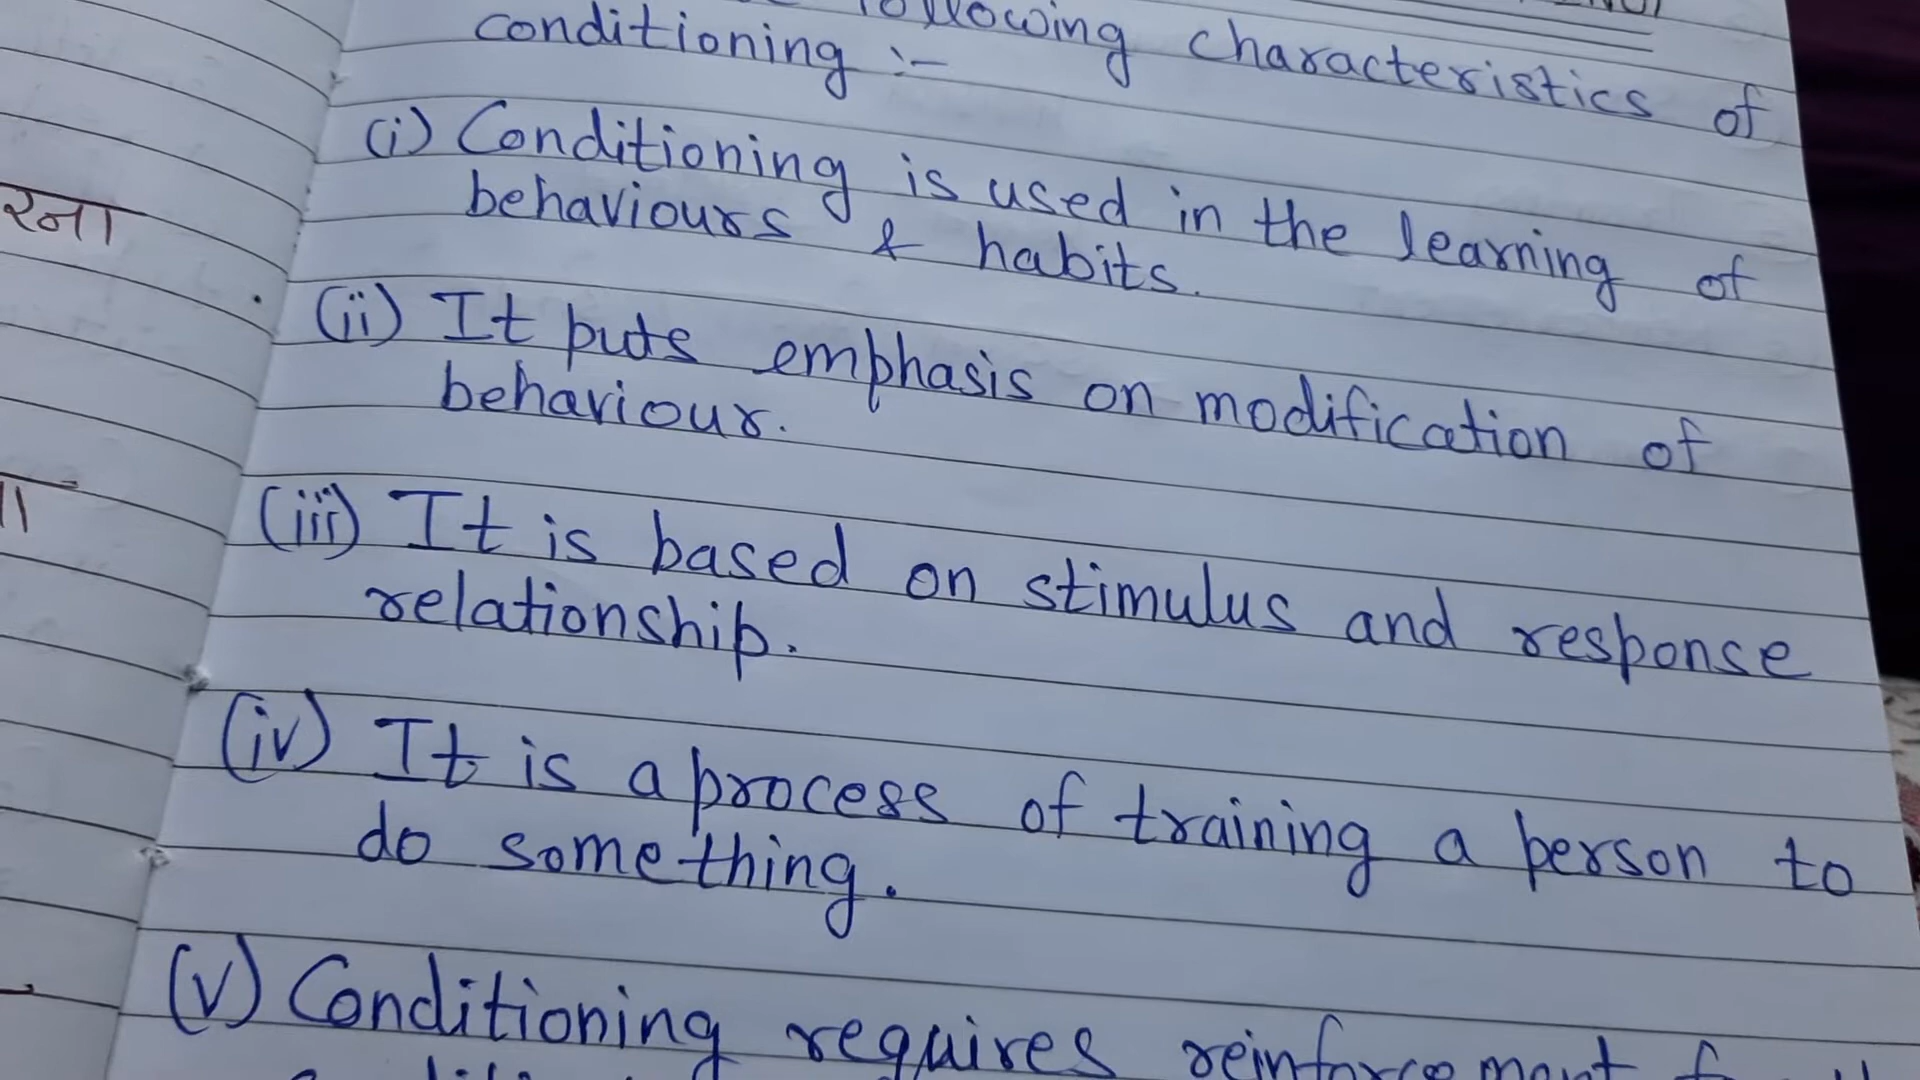 following characteristics of
conditioning :-
(i) Conditioning is used in the learning of
behaviours & habits.
(ii) It puts emphasis on modification of
behaviour.
(iii) It is based on stimulus and response
relationship.
(iv) It is a process of training a person to
do something.
(v) Conditioning requires reinforcement
रना